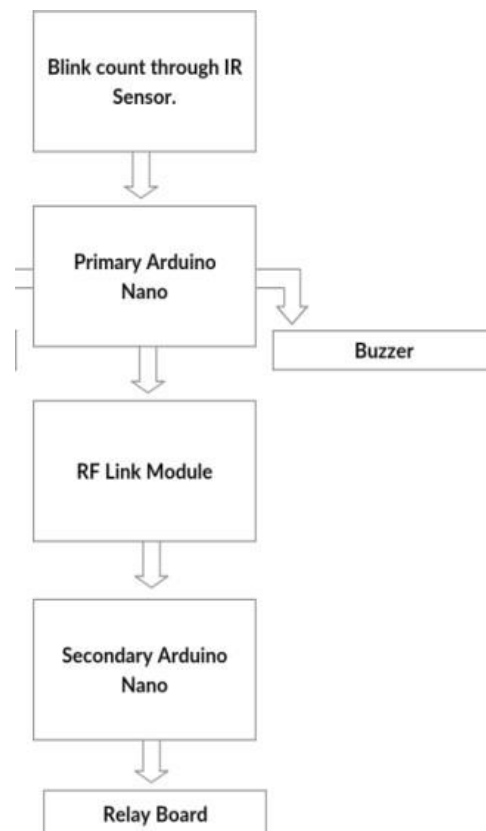 Blink count through IR
Sensor.
Primary Arduino
Nano
Buzzer
RF Link Module
Secondary Arduino
Nano
Relay Board